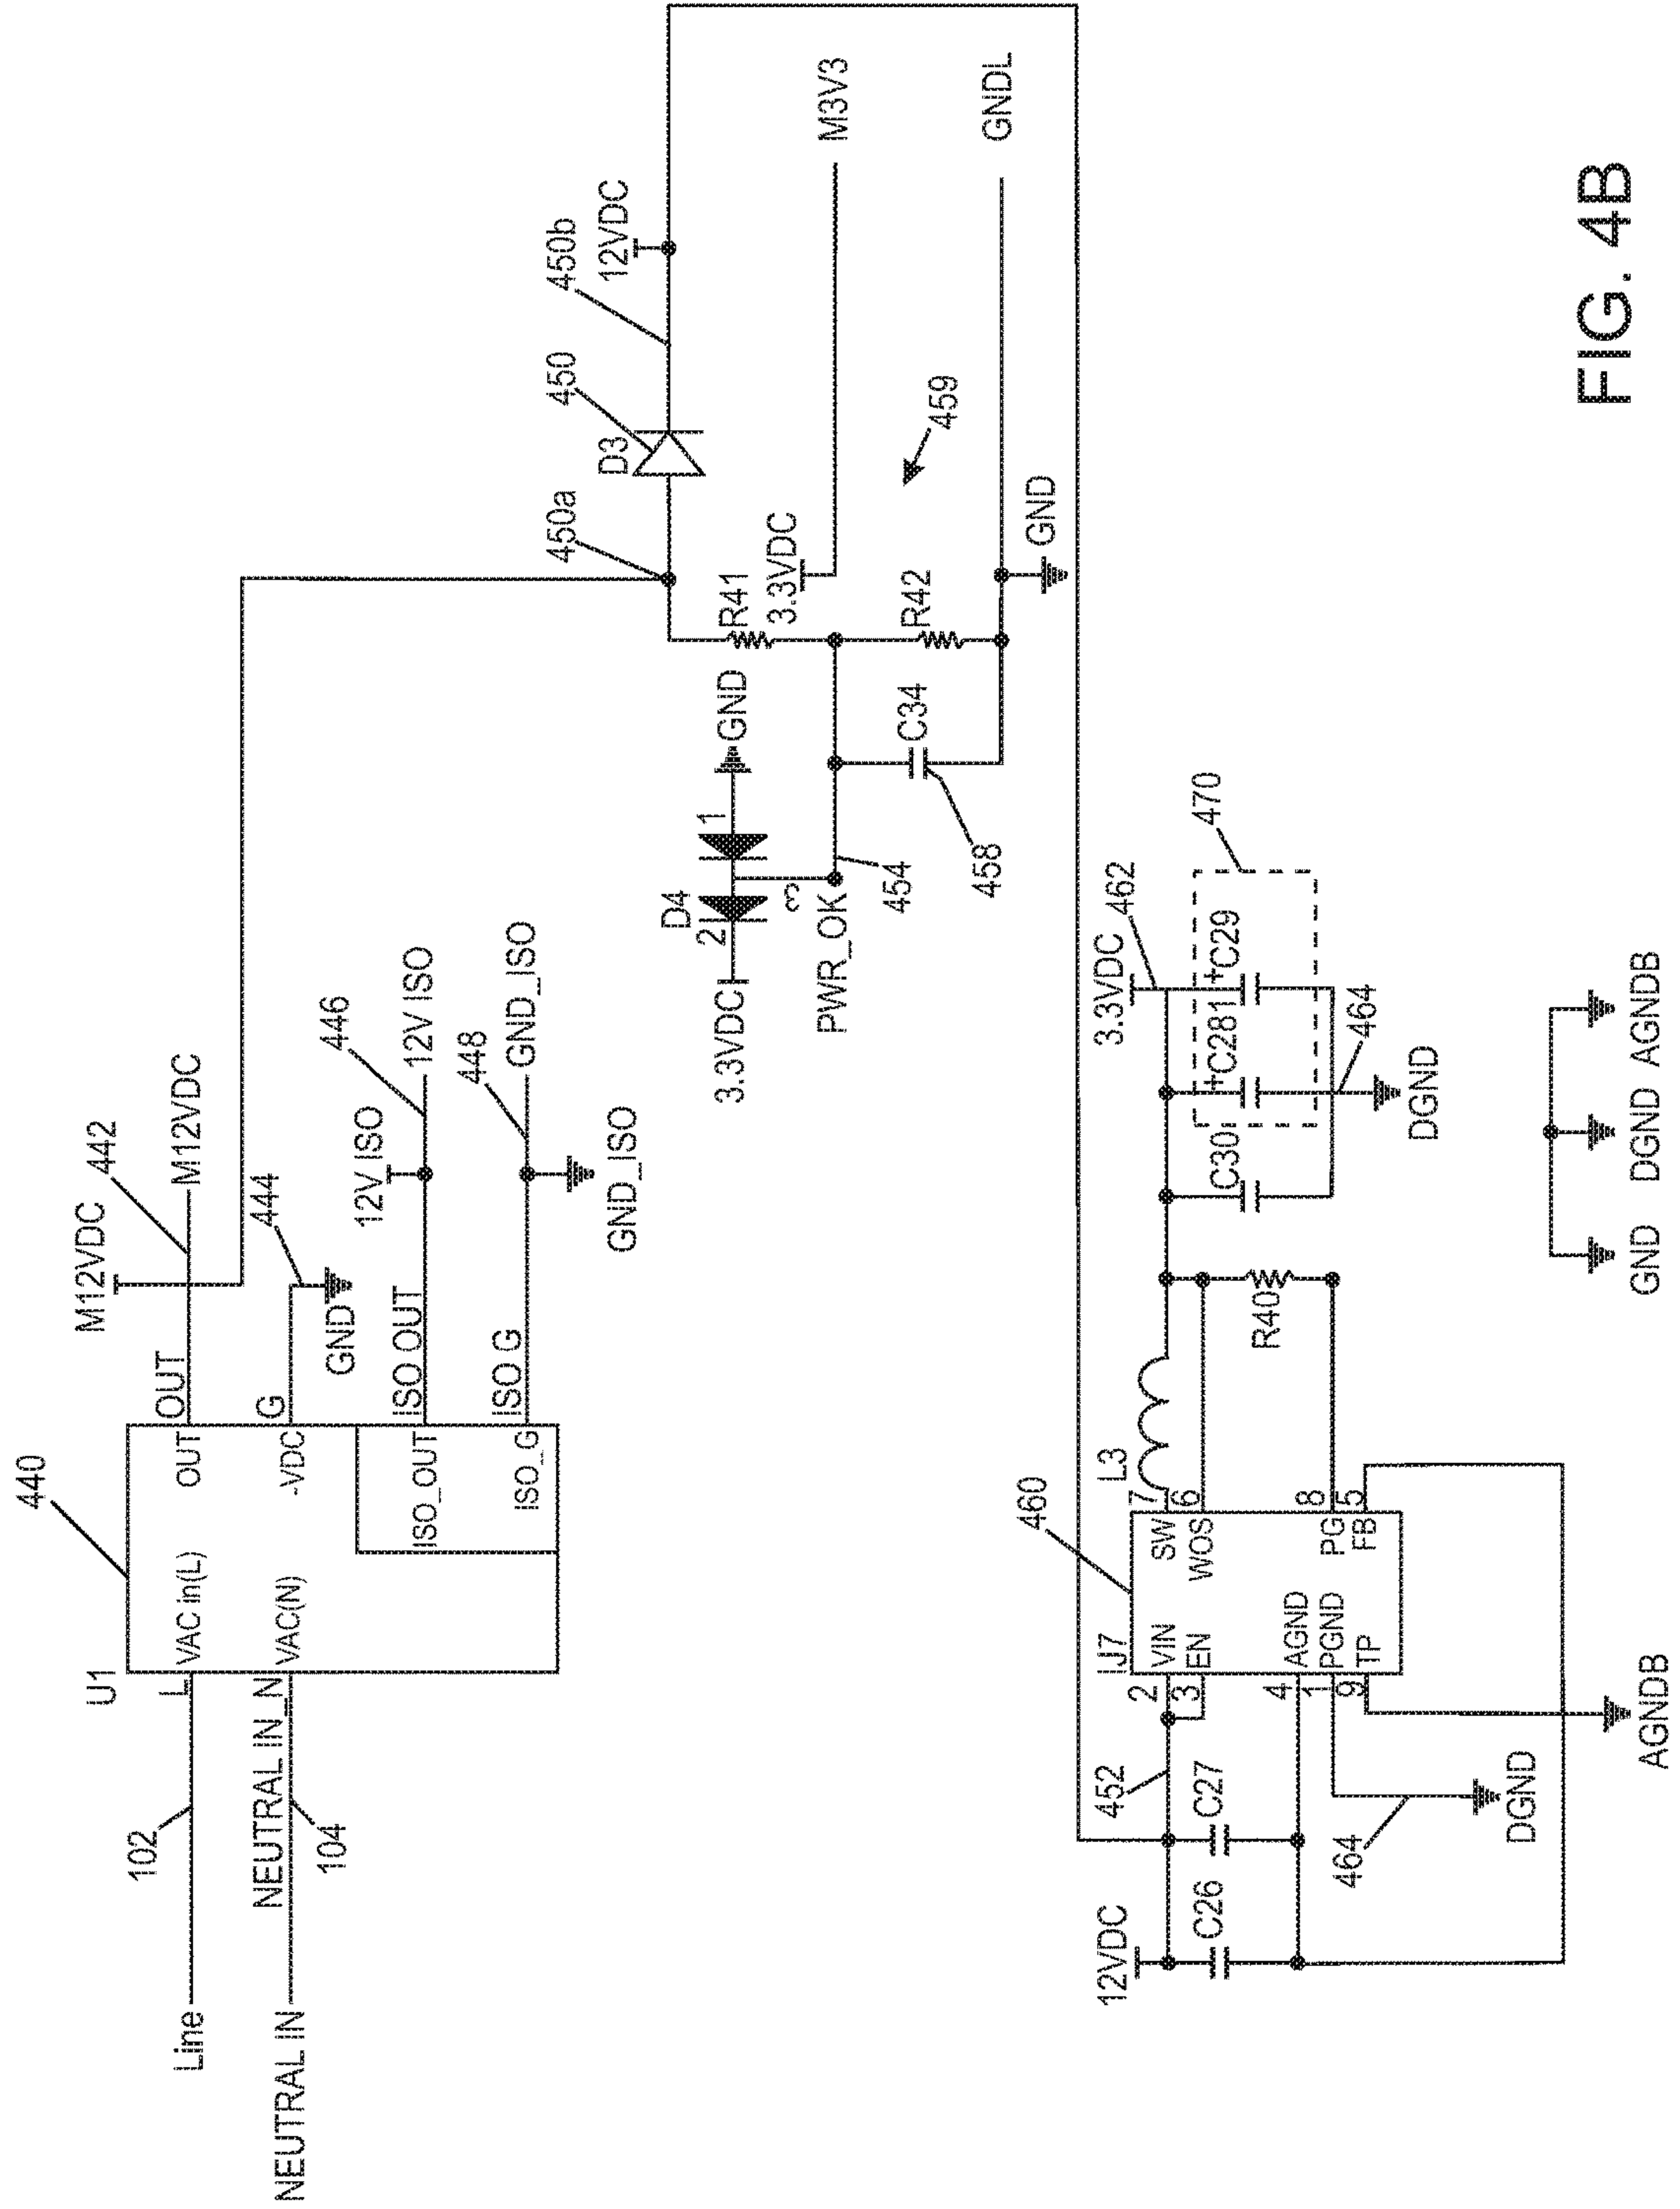 Line
102
U1
L
NEUTRAL IN
NEUTRAL IN_N
104
440
VAC in(L)
OUT
VAC(N)
-VDC
ISO_OUT
ISO_G
OUT
M12VDC
442
M12VDC
G
444
GND
ISO OUT
12V ISO
446
12V ISO
ISO G
448
GND_ISO
GND_ISO
450a
D3
450
450b
12VDC
R41
3.3VDC
M3V3
D4
2
1
GND
3.3VDC
3
PWR_OK
454
C34
458
R42
459
GNDL
GND
12VDC
C26
C27
452
2
3
4
1
9
IJ7
460
VIN
SW
EN
WOS
AGND
PGND
PG
TP
FB
7
6
8
5
L3
R40
C30
+C281
+C29
3.3VDC
462
470
464
DGND
464
DGND
AGNDB
GND
DGND
AGNDB
FIG. 4B